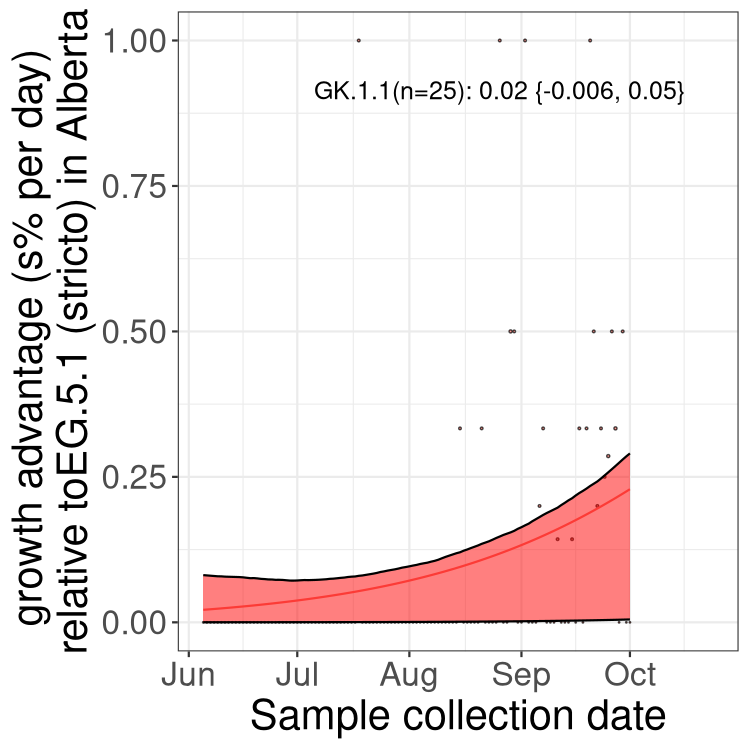 growth advantage (s% per day)
relative toEG.5.1 (stricto) in Alberta
1.00
0.75
0.50
0.25
0.00
GK.1.1(n=25): 0.02 {-0.006, 0.05}
Jun Jul Aug Sep Oct
Sample collection date